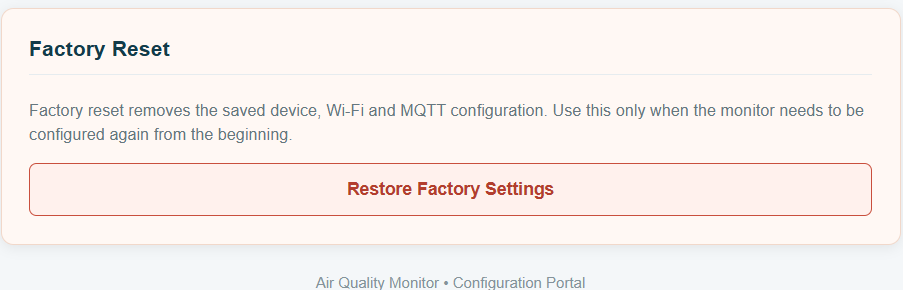 Factory Reset
Factory reset removes the saved device, Wi-Fi and MQTT configuration. Use this only when the monitor needs to be
configured again from the beginning.
Restore Factory Settings
Air Quality Monitor • Configuration Portal